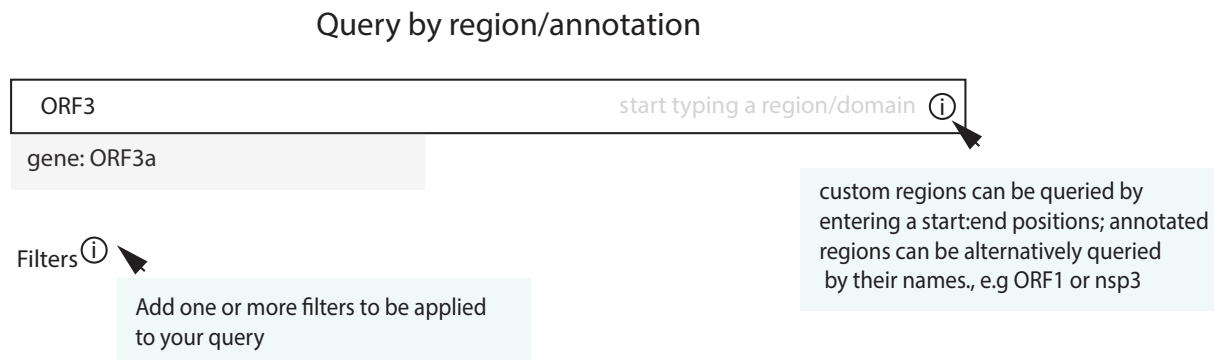 Query by region/annotation
ORF3 start typing a region/domain i
gene: ORF3a
custom regions can be queried by
entering a start:end positions; annotated
regions can be alternatively queried
by their names., e.g ORF1 or nsp3
Filters i
Add one or more filters to be applied
to your query